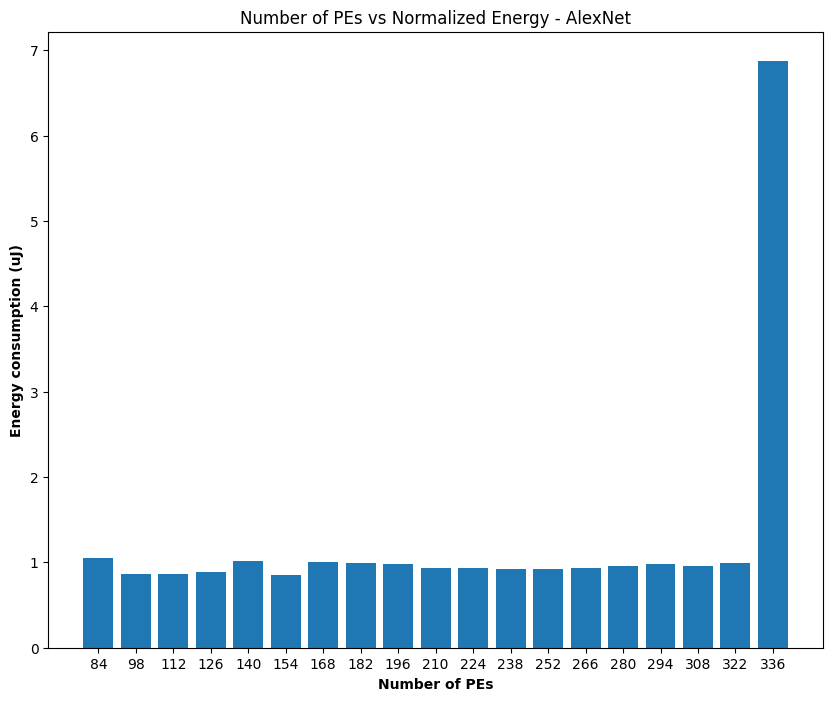 Number of PEs vs Normalized Energy - AlexNet
7
6
5
4
3
2
1
0
Energy consumption (uJ)
84 98 112 126 140 154 168 182 196 210 224 238 252 266 280 294 308 322 336
Number of PEs